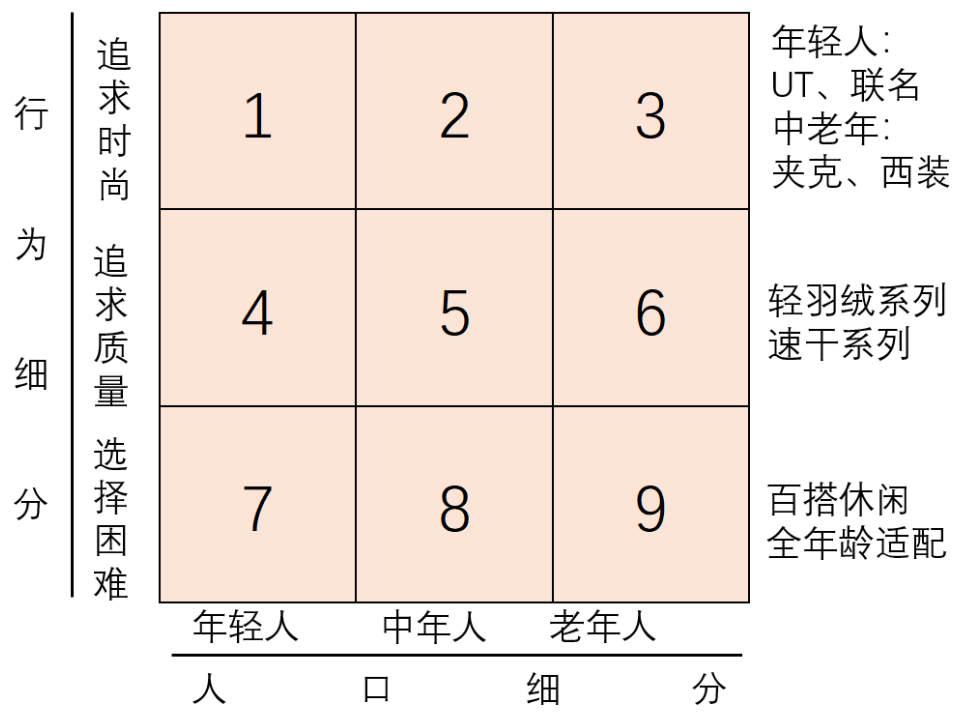 行为细分
追求时尚
1 2 3
年轻人：
UT、联名
中老年：
夹克、西装
追求质量
4 5 6
轻羽绒系列
速干系列
选择困难
7 8 9
百搭休闲
全年龄适配
年轻人 中年人 老年人
人口细分